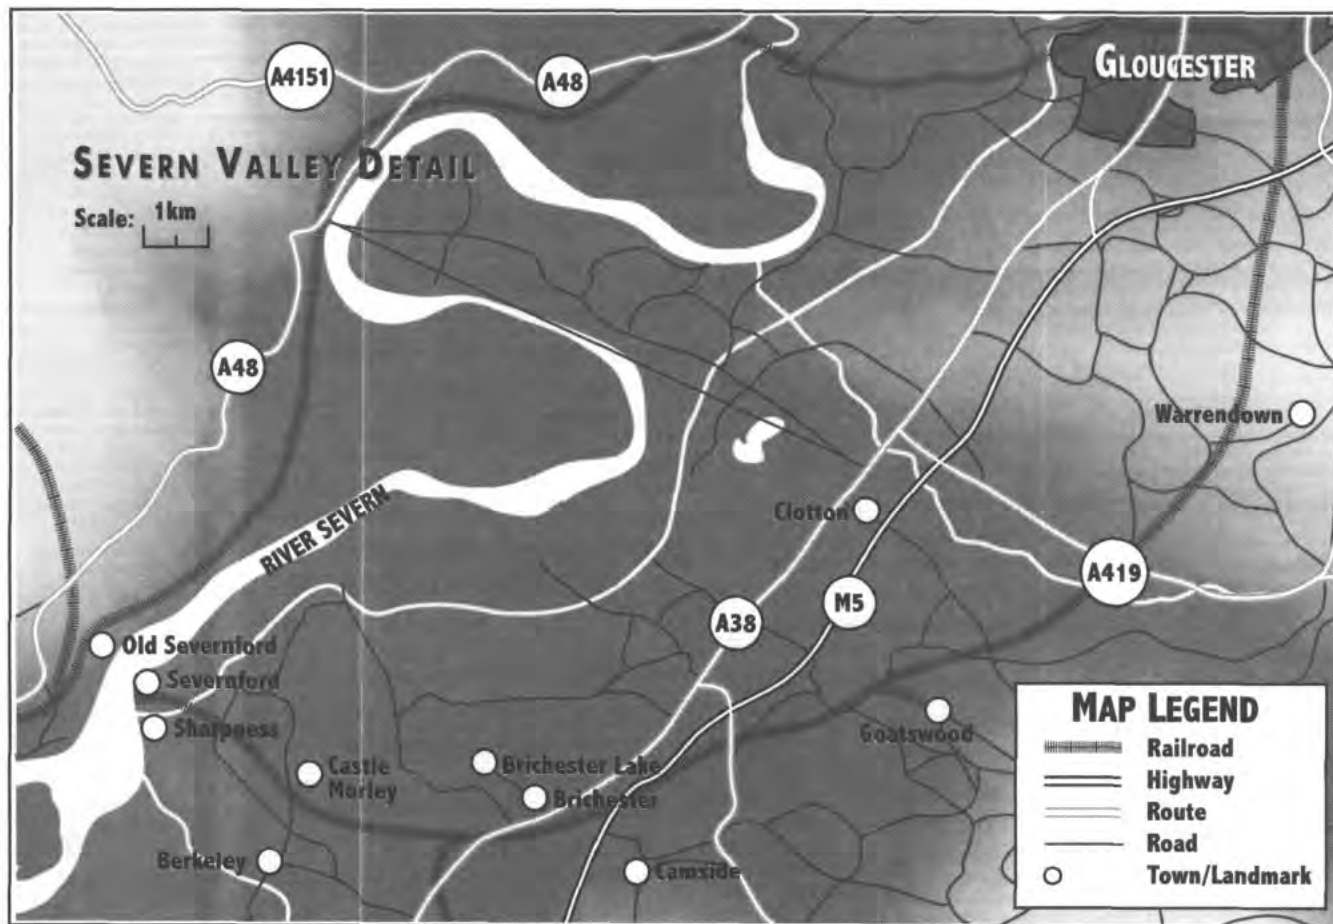 GLOUCESTER
A4151
A48
SEVERN VALLEY DETAIL
Scale: 1km
A48
Warrendown
RIVER SEVERN
Clotton
A419
M5
A38
Old Severnford
Severnford
Sharpness
Goatswood
Castle
Morley
Brichester Lake
Brichester
Berkeley
Camside
MAP LEGEND
Railroad
Highway
Route
Road
Town/Landmark